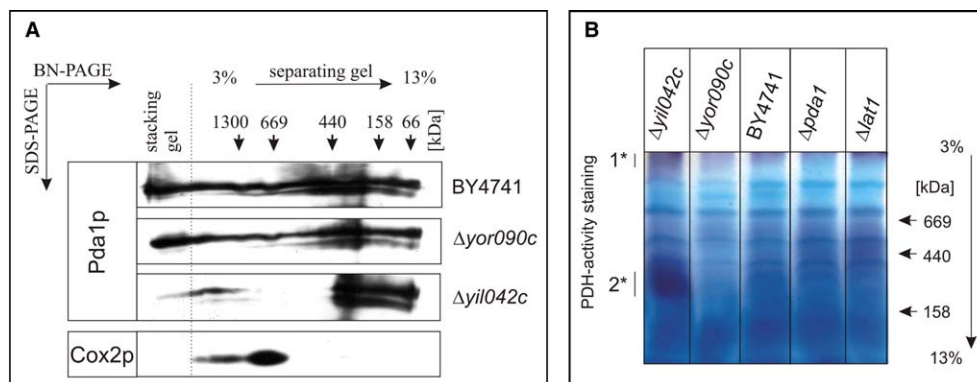 A
BN-PAGE
SDS-PAGE
stacking gel
3% separating gel 13%
1300 669 440 158 66 [kDa]
Pda1p
BY4741
Δyor090c
Δyil042c
Cox2p
B
Δyil042c Δyor090c BY4741 Δpda1 Δlat1
PDH-activity staining
1*
2*
3%
[kDa]
669
440
158
13%